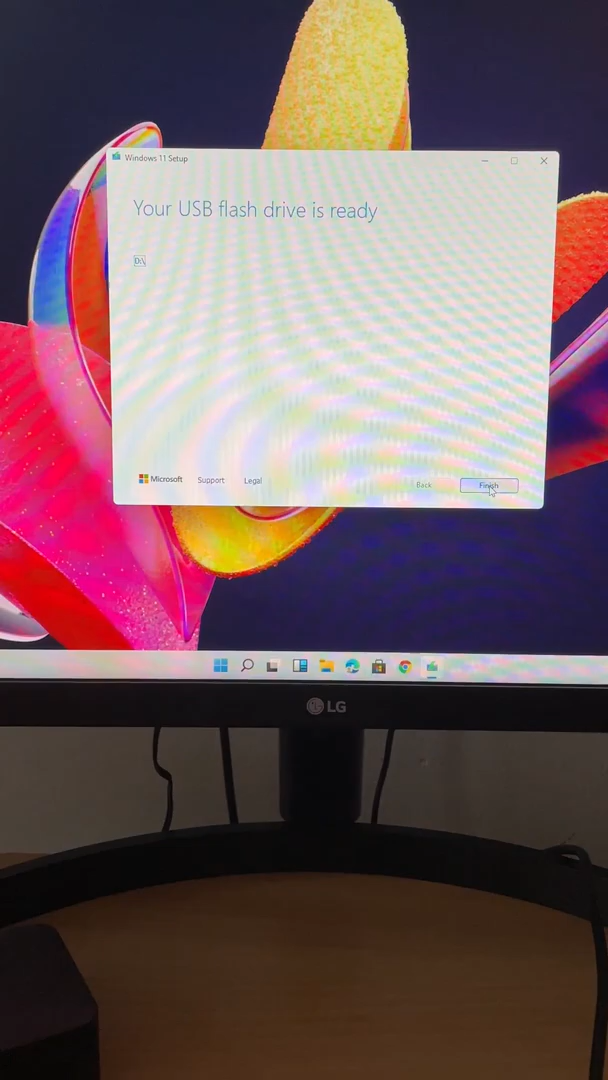 Windows 11 Setup
Your USB flash drive is ready
D:\
Microsoft Support Legal
Back Finish
LG